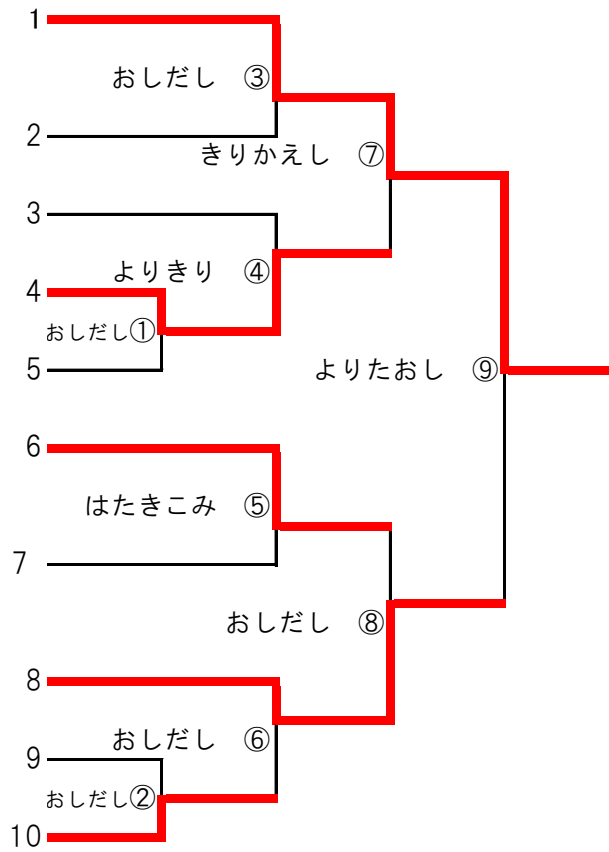 1
おしだし ③
2
きりかえし ⑦
3
よりきり ④
4
おしだし①
5
よりたおし ⑨
6
はたきこみ ⑤
7
おしだし ⑧
8
おしだし ⑥
9
おしだし②
10